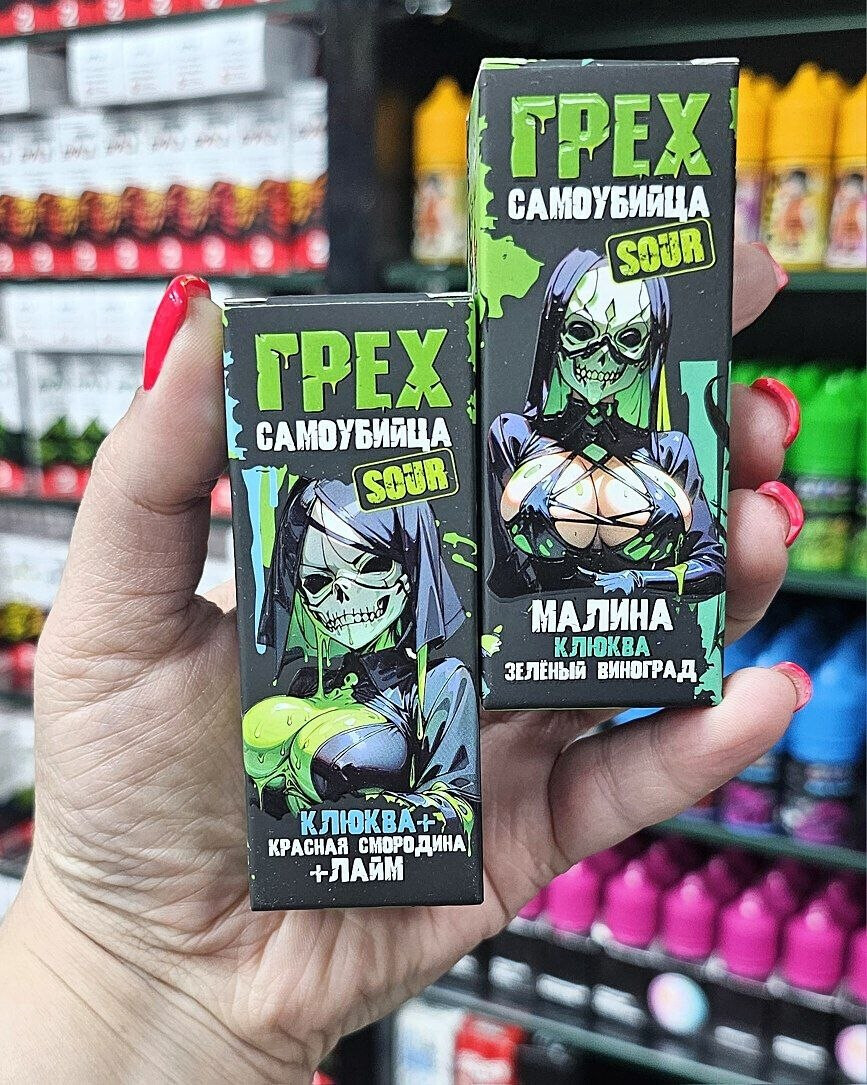 ГРЕХ
САМОУБИЙЦА
SOUR
КЛЮКВА+
КРАСНАЯ СМОРОДИНА
+ЛАЙМ
ГРЕХ
САМОУБИЙЦА
SOUR
МАЛИНА
КЛЮКВА
ЗЕЛЁНЫЙ ВИНОГРАД